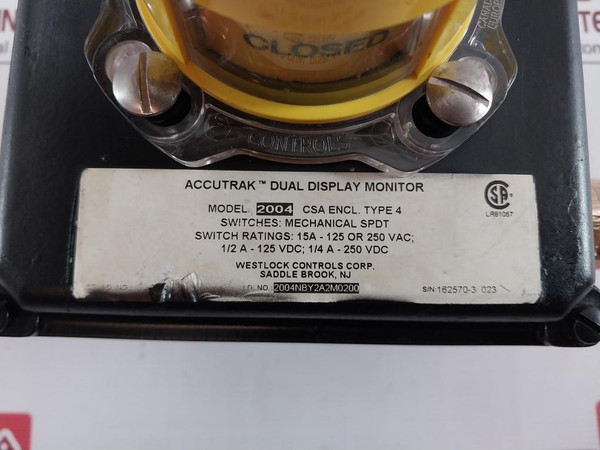 CLOSED
CONTROLS
ACCUTRAK™ DUAL DISPLAY MONITOR
MODEL: 2004 CSA ENCL. TYPE 4
SWITCHES: MECHANICAL SPDT
SWITCH RATINGS: 15A - 125 OR 250 VAC;
1/2 A - 125 VDC; 1/4 A - 250 VDC
WESTLOCK CONTROLS CORP.
SADDLE BROOK, NJ
I.D. NO. 2004NBY2A2M0200
S/N 162570-3 023